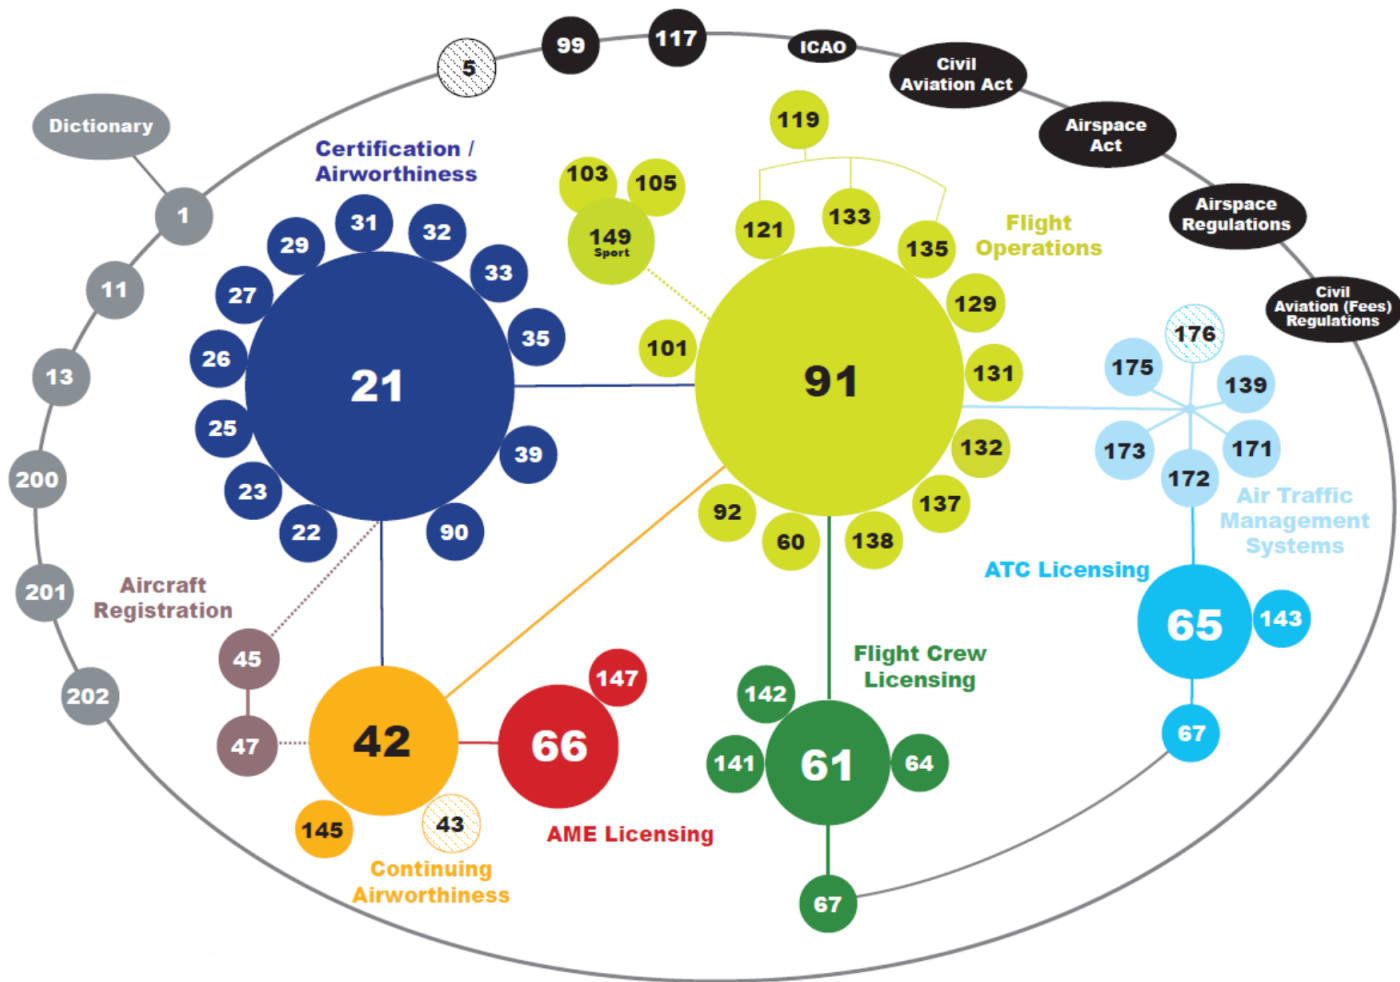 5
99
117
ICAO
Civil
Aviation Act
Airspace
Act
Airspace
Regulations
Civil
Aviation (Fees)
Regulations
Dictionary
1
11
13
200
201
202
Certification /
Airworthiness
21
31
32
33
35
39
90
22
23
25
26
27
29
103
105
149
Sport
101
119
121
133
135
Flight
Operations
91
129
131
132
137
138
60
92
176
175
139
173
171
172
Air Traffic
Management
Systems
ATC Licensing
65
143
67
Aircraft
Registration
45
47
42
145
43
Continuing
Airworthiness
66
147
AME Licensing
Flight Crew
Licensing
142
141
61
64
67